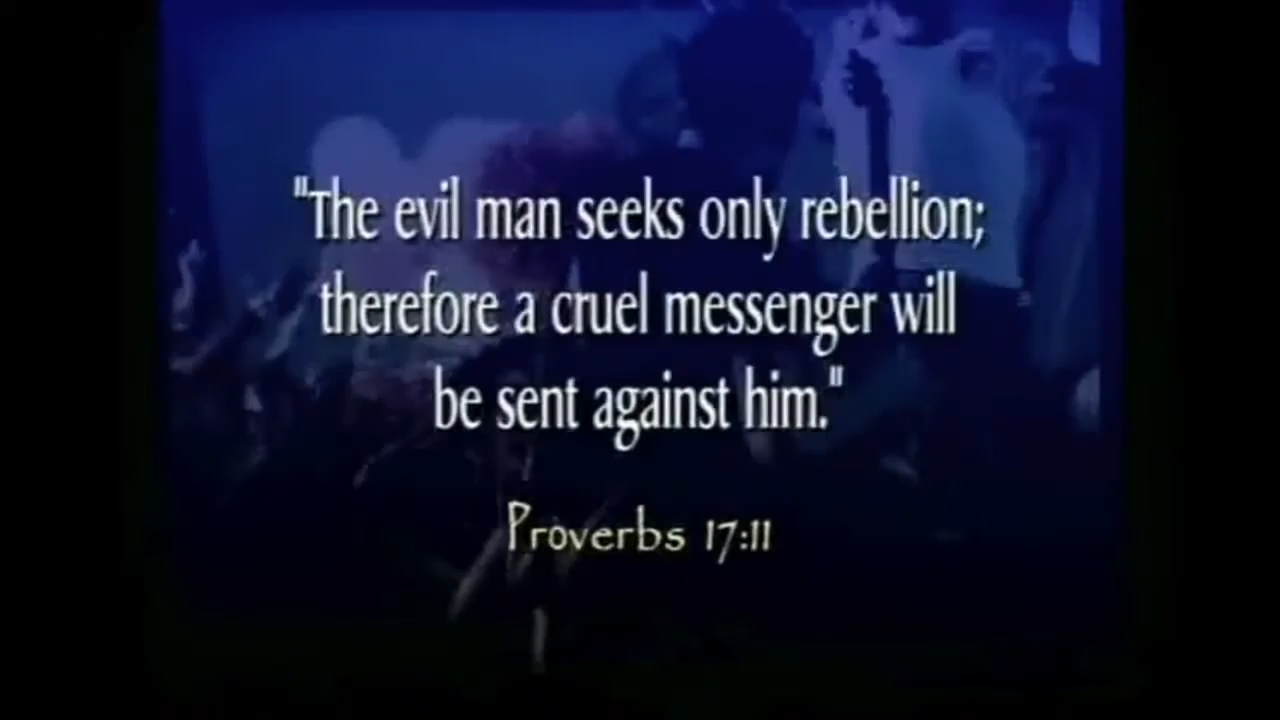 "The evil man seeks only rebellion;
therefore a cruel messenger will
be sent against him."
Proverbs 17:11